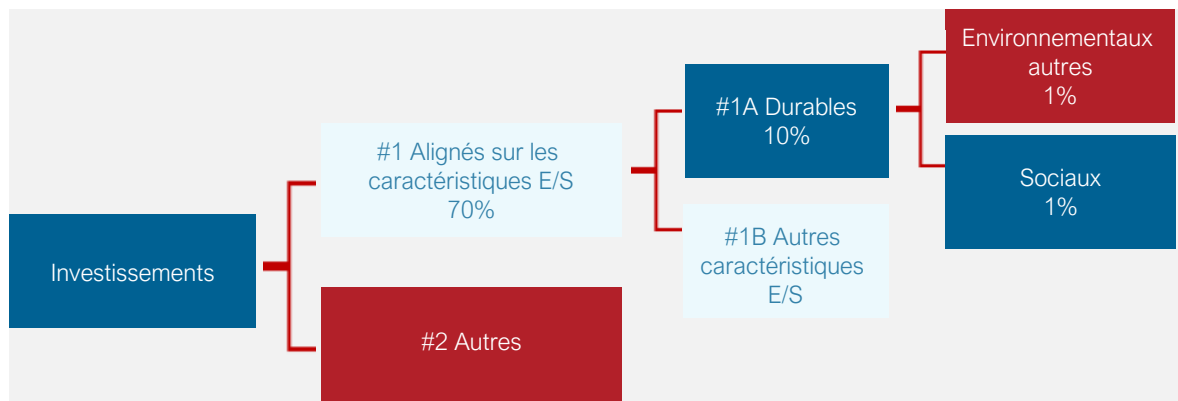 Investissements
#1 Alignés sur les
caractéristiques E/S
70%
#2 Autres
#1A Durables
10%
#1B Autres
caractéristiques
E/S
Environnementaux
autres
1%
Sociaux
1%